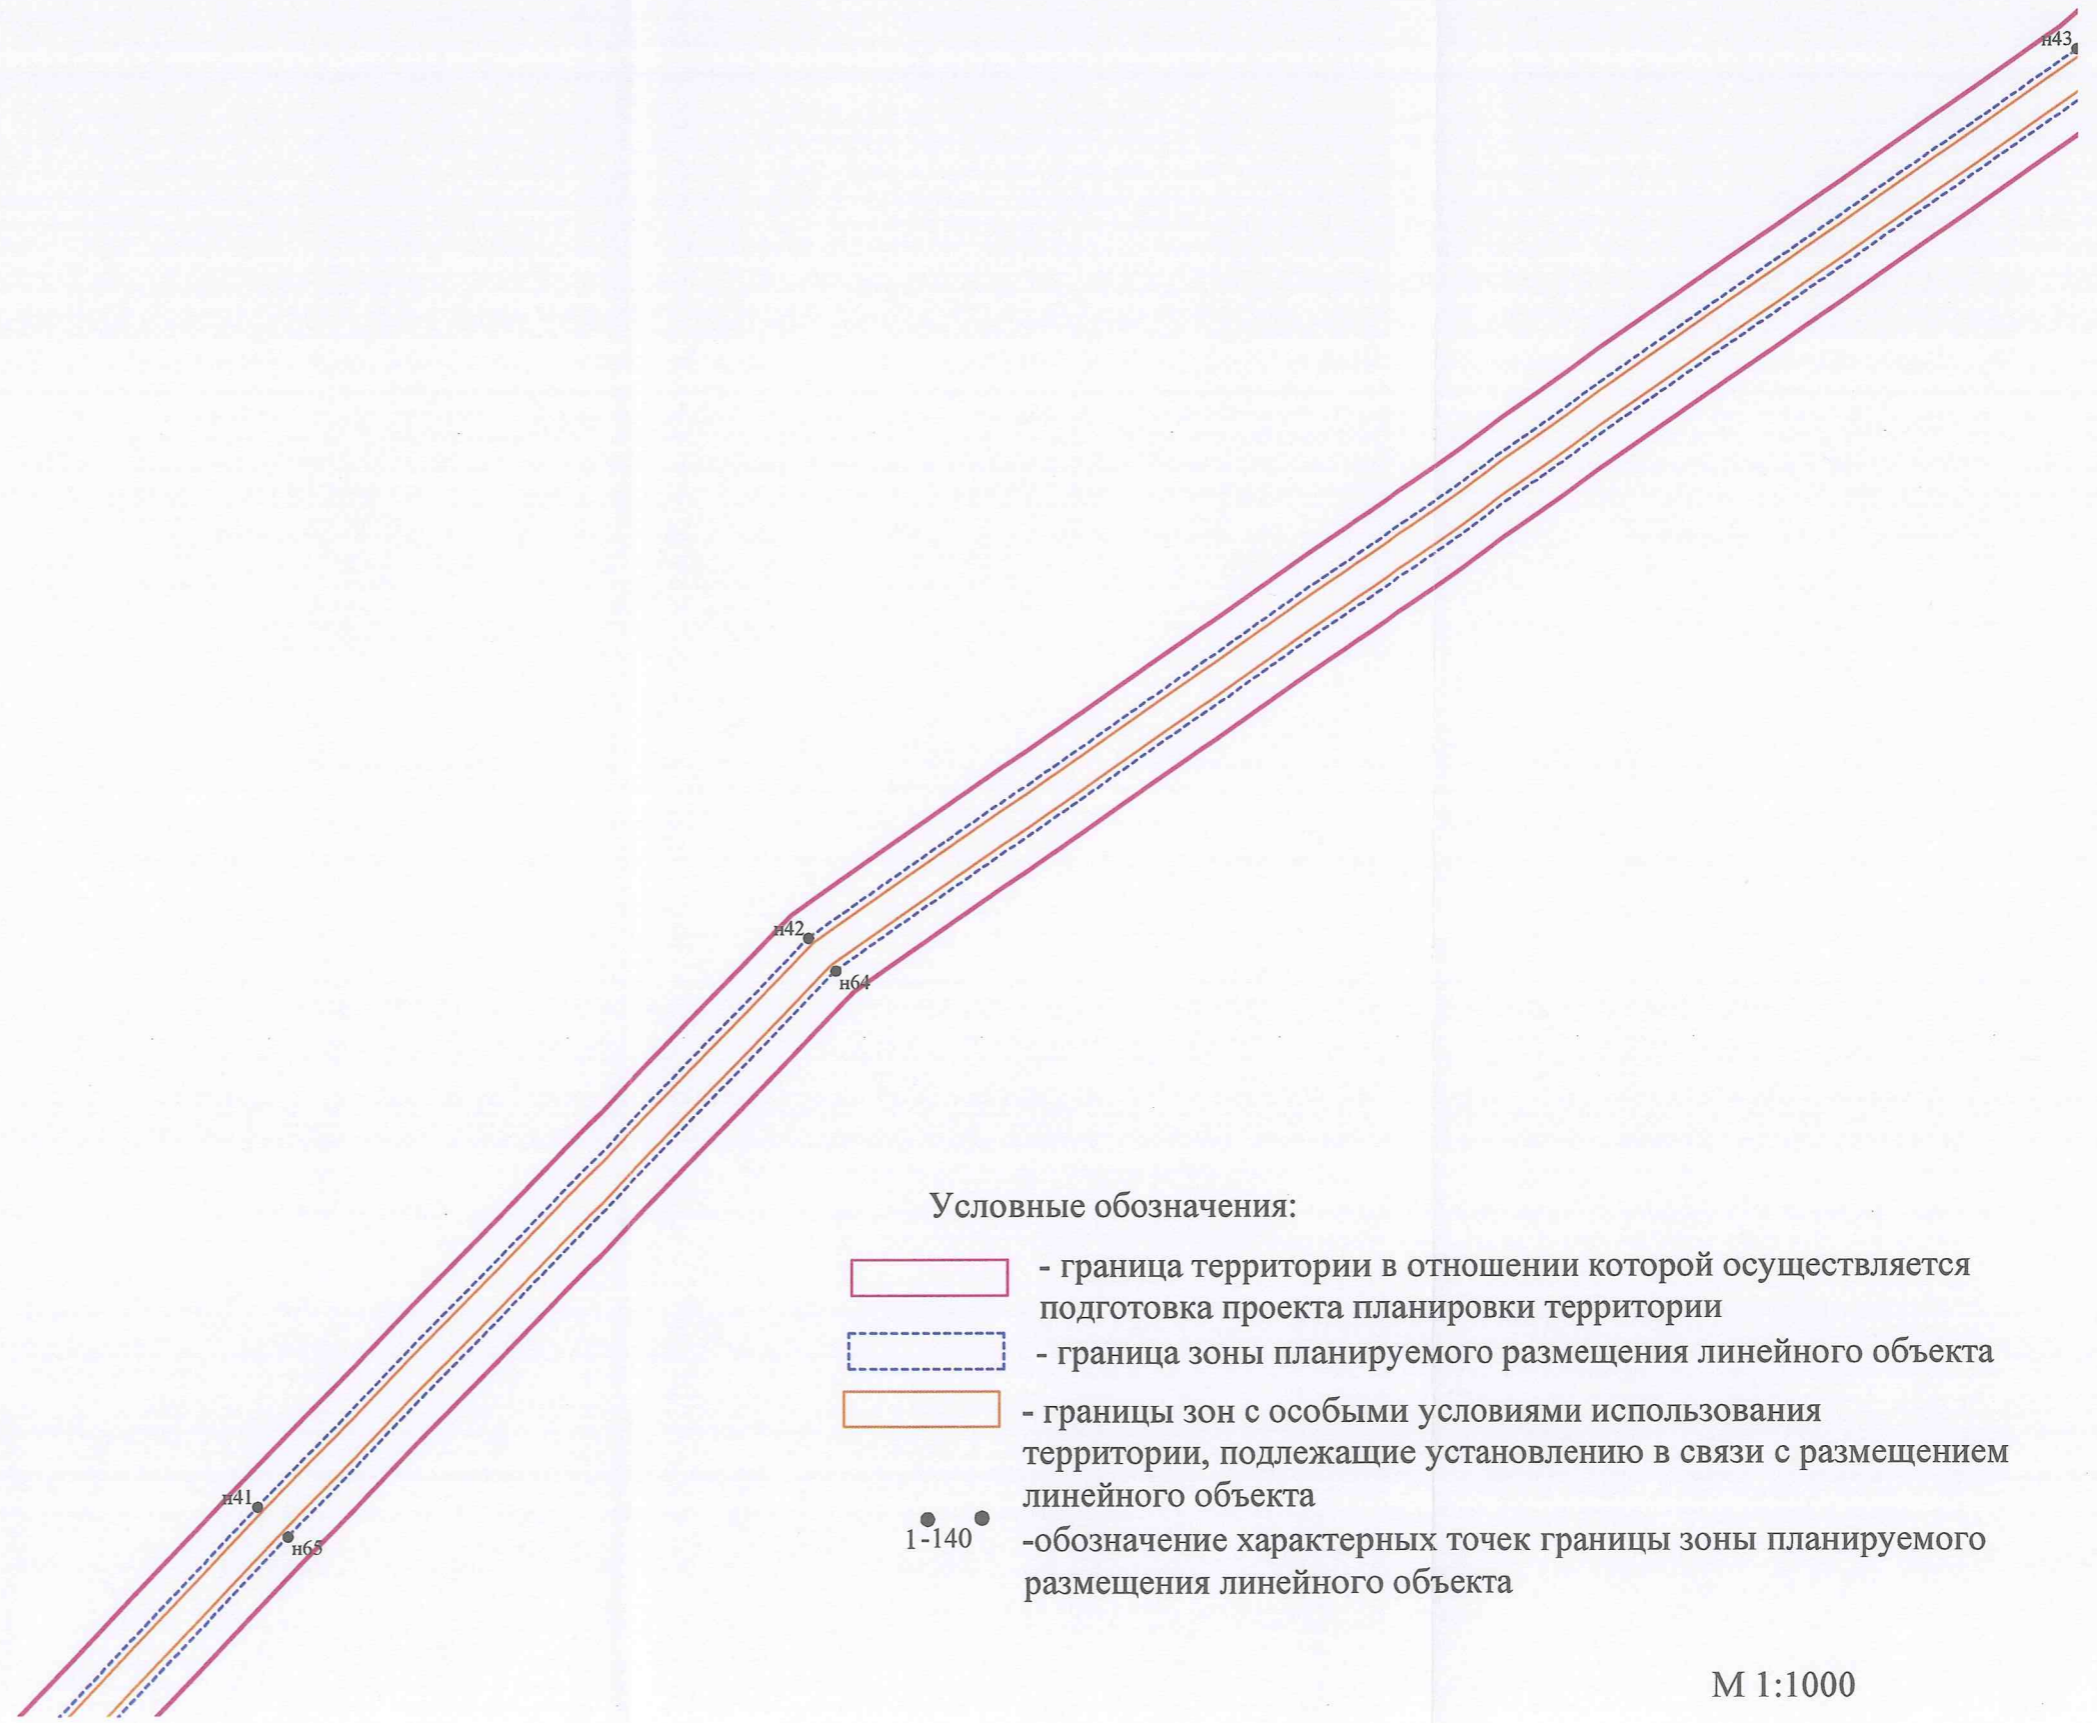 н43
н42
н64
н41
н65
Условные обозначения:
- граница территории в отношении которой осуществляется
подготовка проекта планировки территории
- граница зоны планируемого размещения линейного объекта
- границы зон с особыми условиями использования
территории, подлежащие установлению в связи с размещением
линейного объекта
1-140
-обозначение характерных точек границы зоны планируемого
размещения линейного объекта
М 1:1000